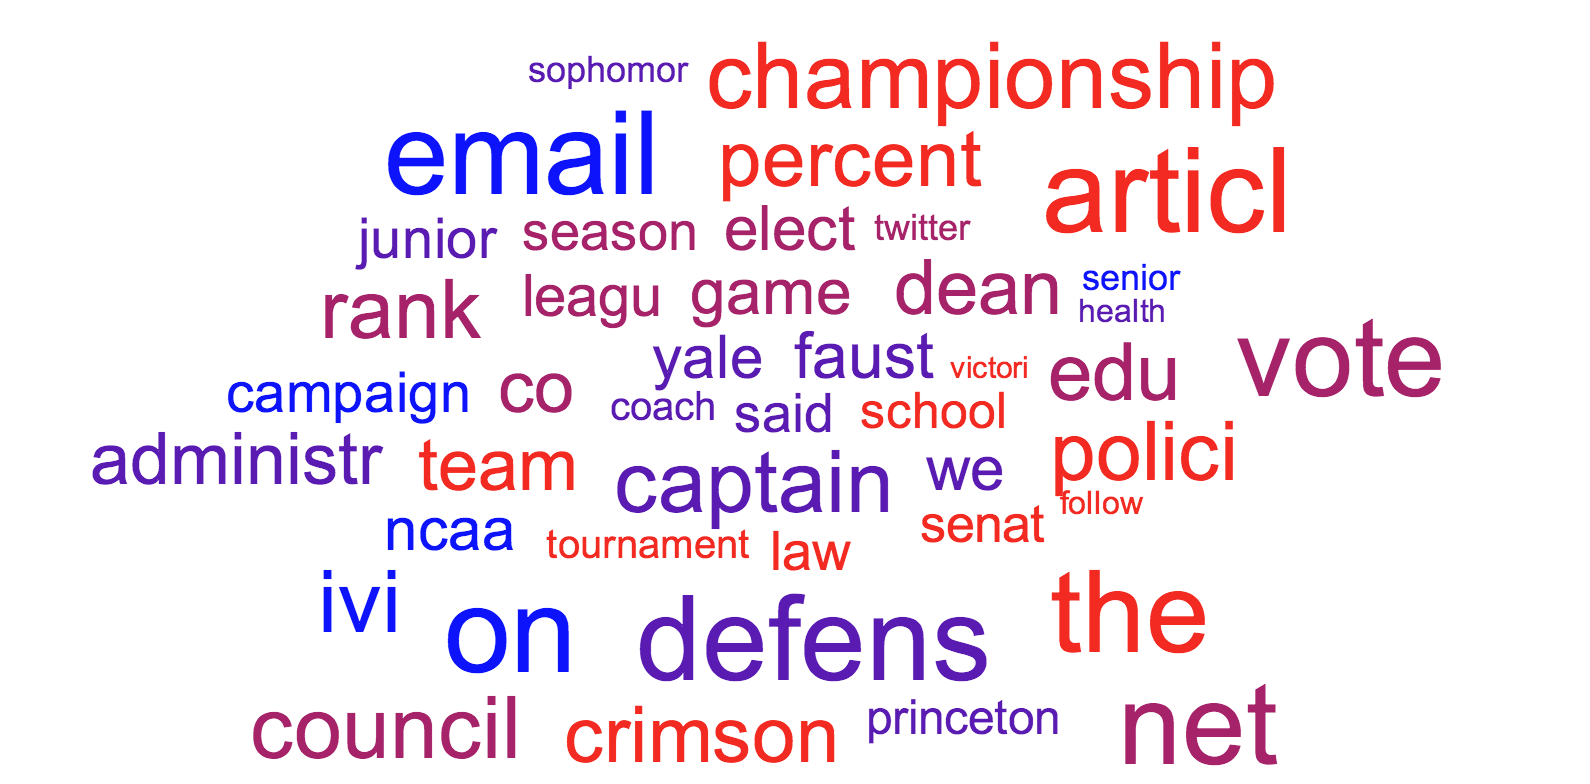 sophomor championship
email percent articl
junior season elect twitter
rank leagu game dean senior
health
yale faust victori edu vote
campaign co coach said school
administr team captain we polici
follow
ncaa tournament law senat
ivi on defens the
council crimson princeton net